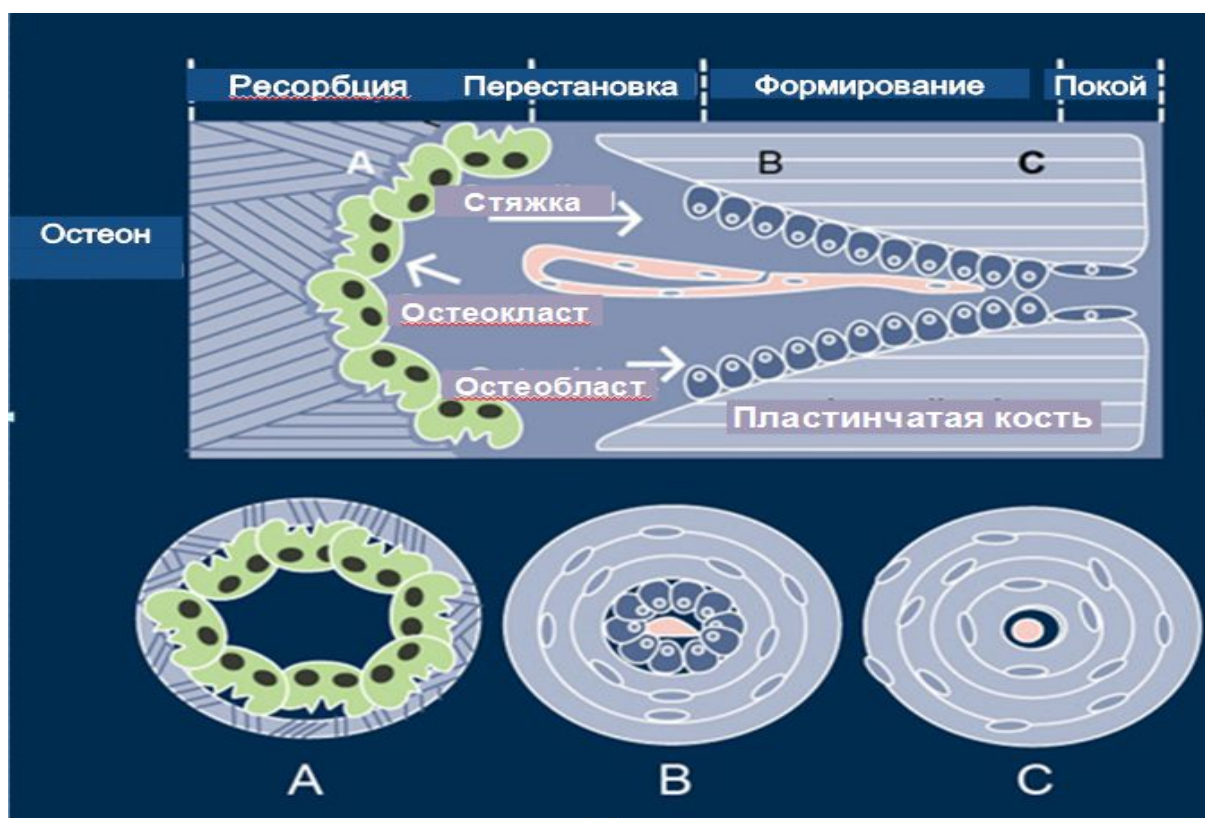 Ресорбция Перестановка Формирование Покой
A B C
Стяжка
Остеон
Остеокласт
Остеобласт
Пластинчатая кость
A B C